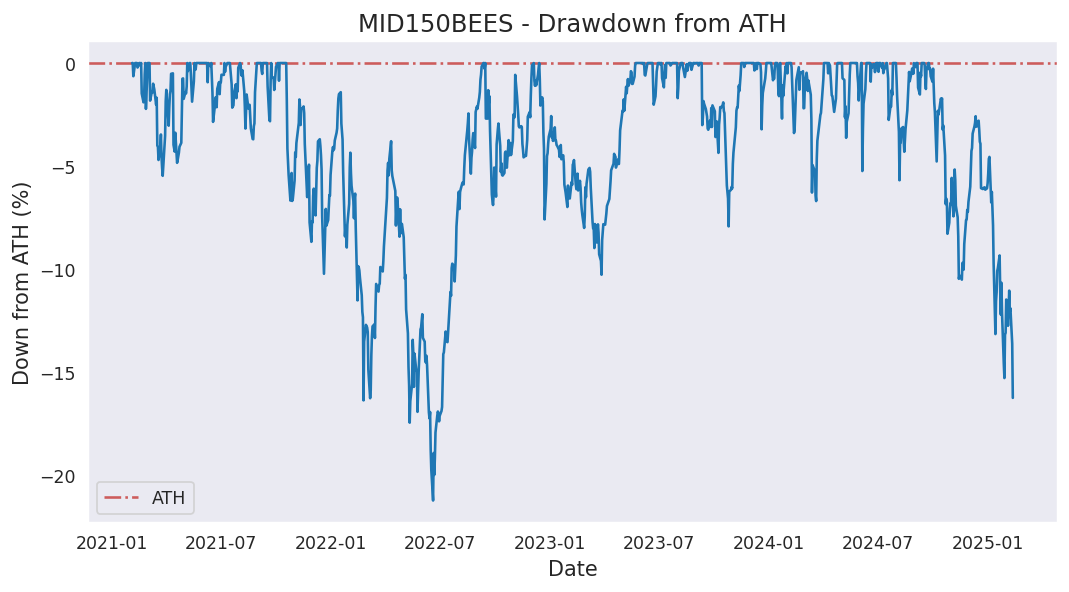 MID150BEES - Drawdown from ATH
Down from ATH (%)
0
−5
−10
−15
−20
ATH
2021-01 2021-07 2022-01 2022-07 2023-01 2023-07 2024-01 2024-07 2025-01
Date